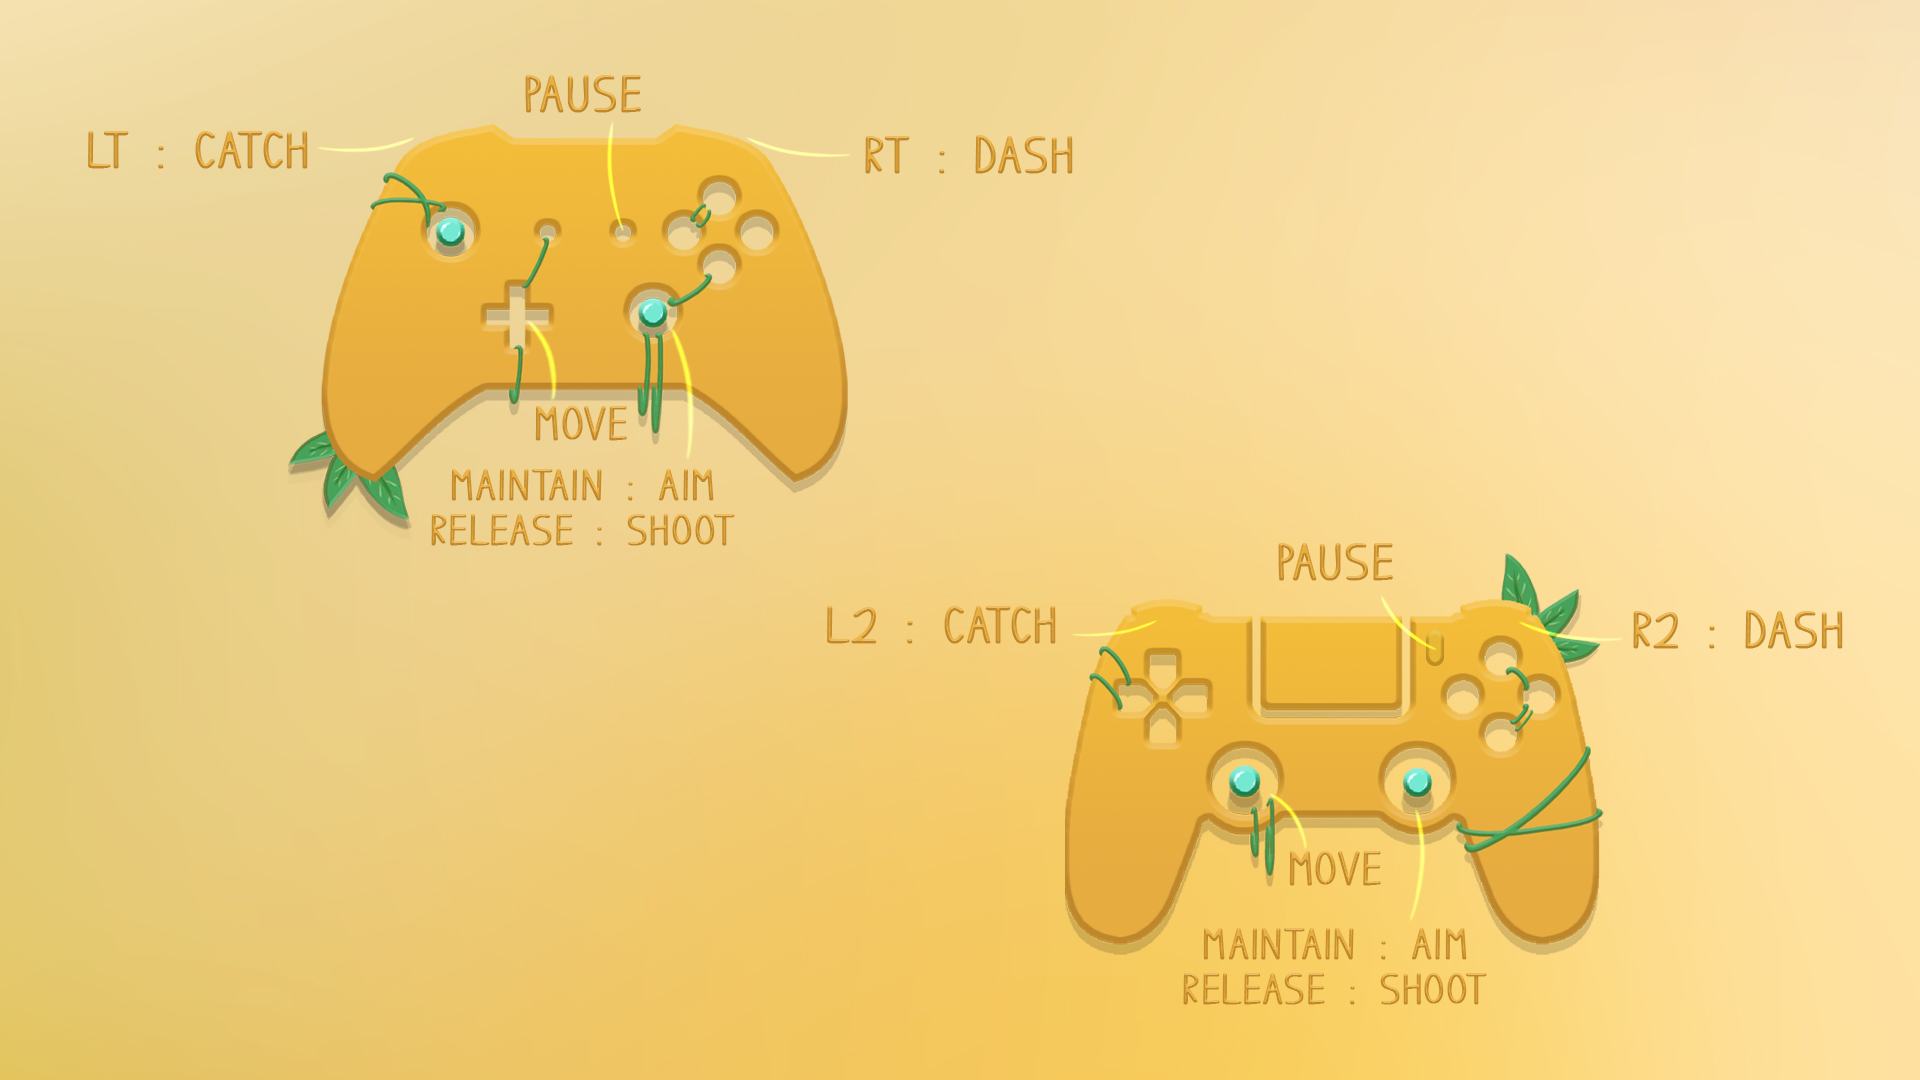 PAUSE
LT : CATCH
RT : DASH
MOVE
MAINTAIN : AIM
RELEASE : SHOOT
PAUSE
L2 : CATCH
R2 : DASH
MOVE
MAINTAIN : AIM
RELEASE : SHOOT